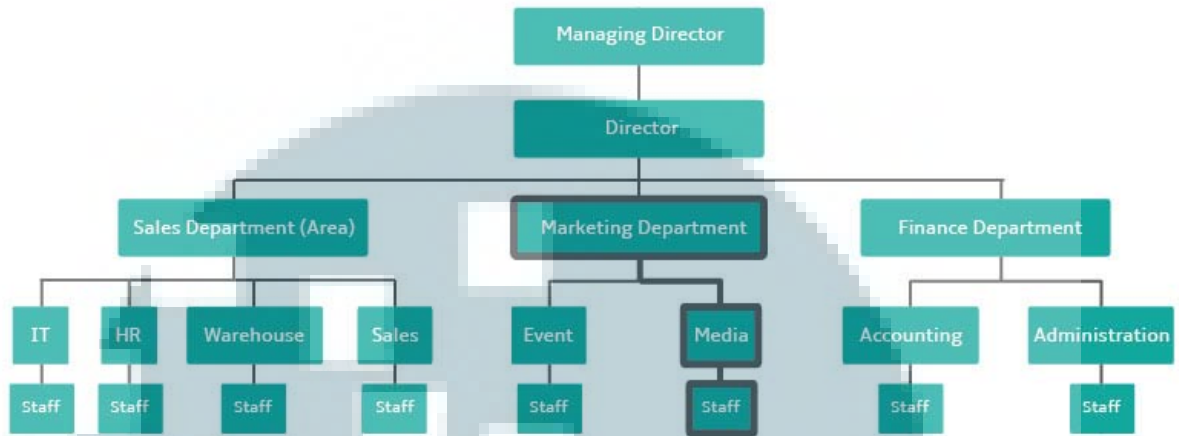 Managing Director
Director
Sales Department (Area)
Marketing Department
Finance Department
IT
HR
Warehouse
Sales
Event
Media
Accounting
Administration
Staff
Staff
Staff
Staff
Staff
Staff
Staff
Staff